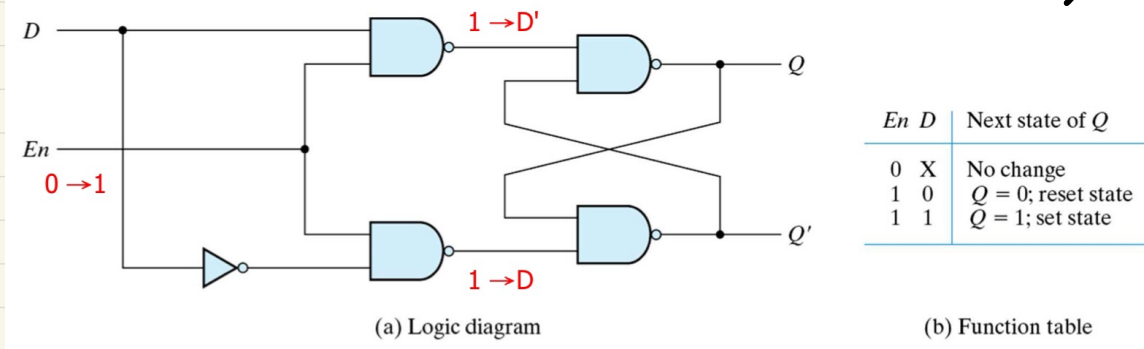 1 →D'
D
Q
En
0 →1
1 →D
Q'
(a) Logic diagram
En D Next state of Q
0 X No change
1 0 Q = 0; reset state
1 1 Q = 1; set state
(b) Function table